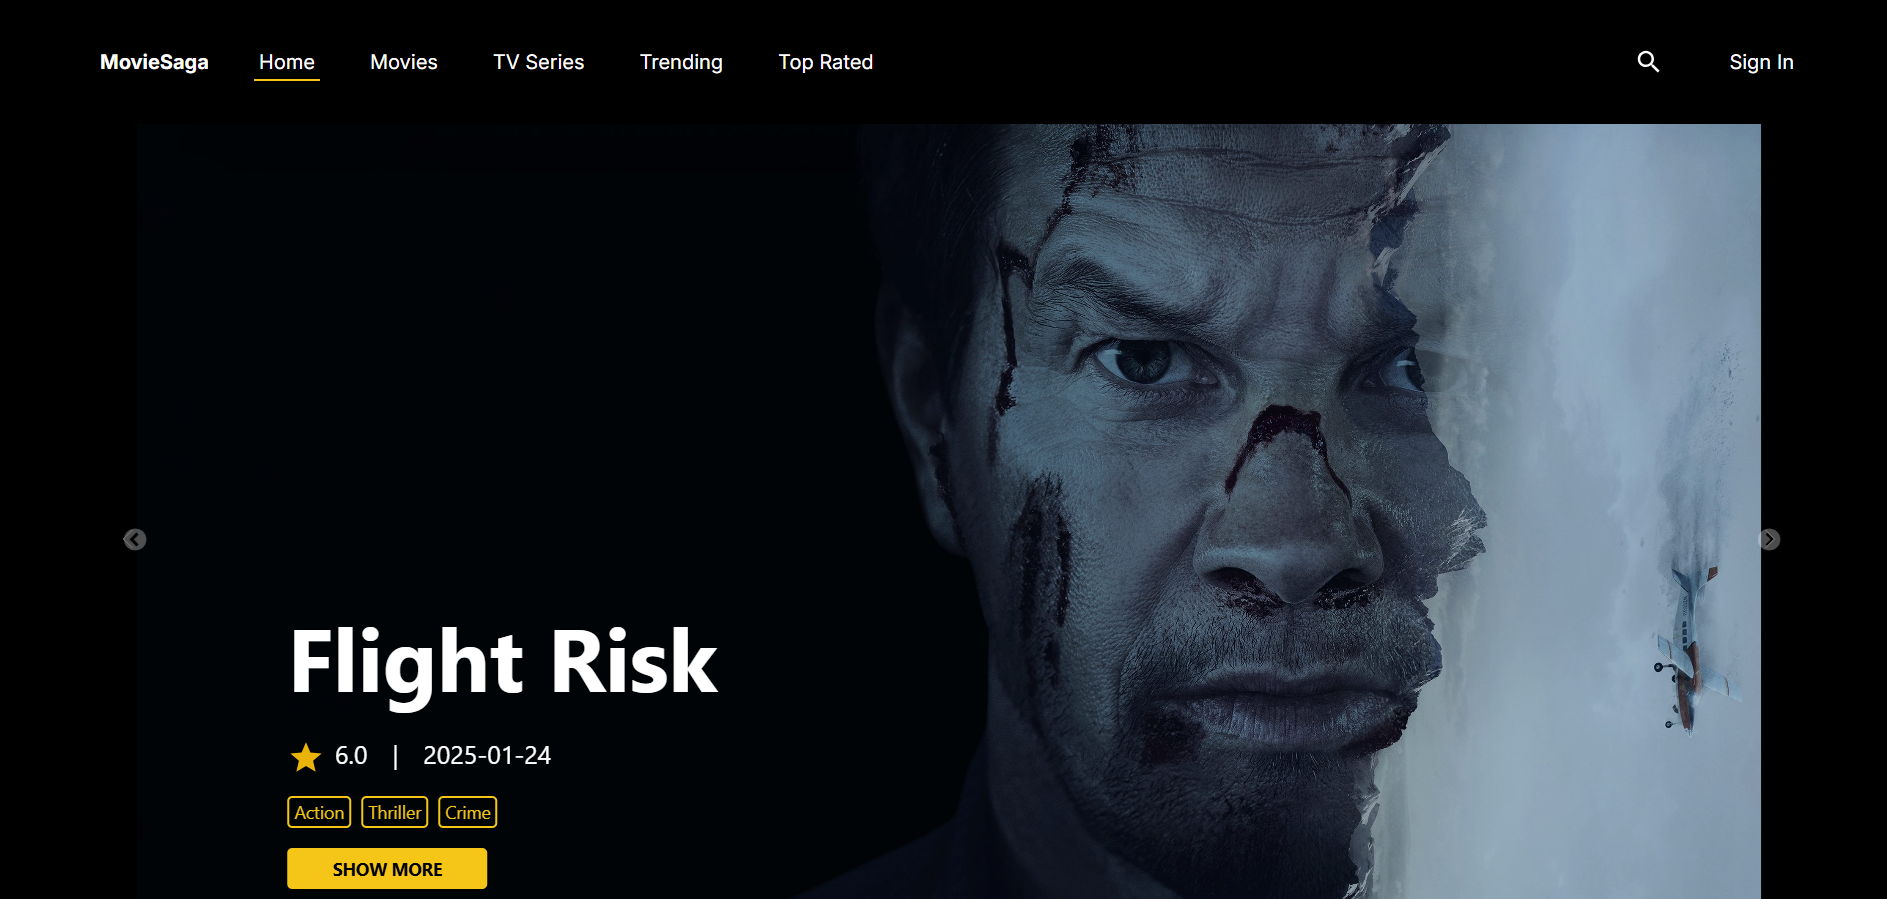 MovieSaga Home Movies TV Series Trending Top Rated Sign In
Flight Risk
6.0 | 2025-01-24
Action Thriller Crime
SHOW MORE